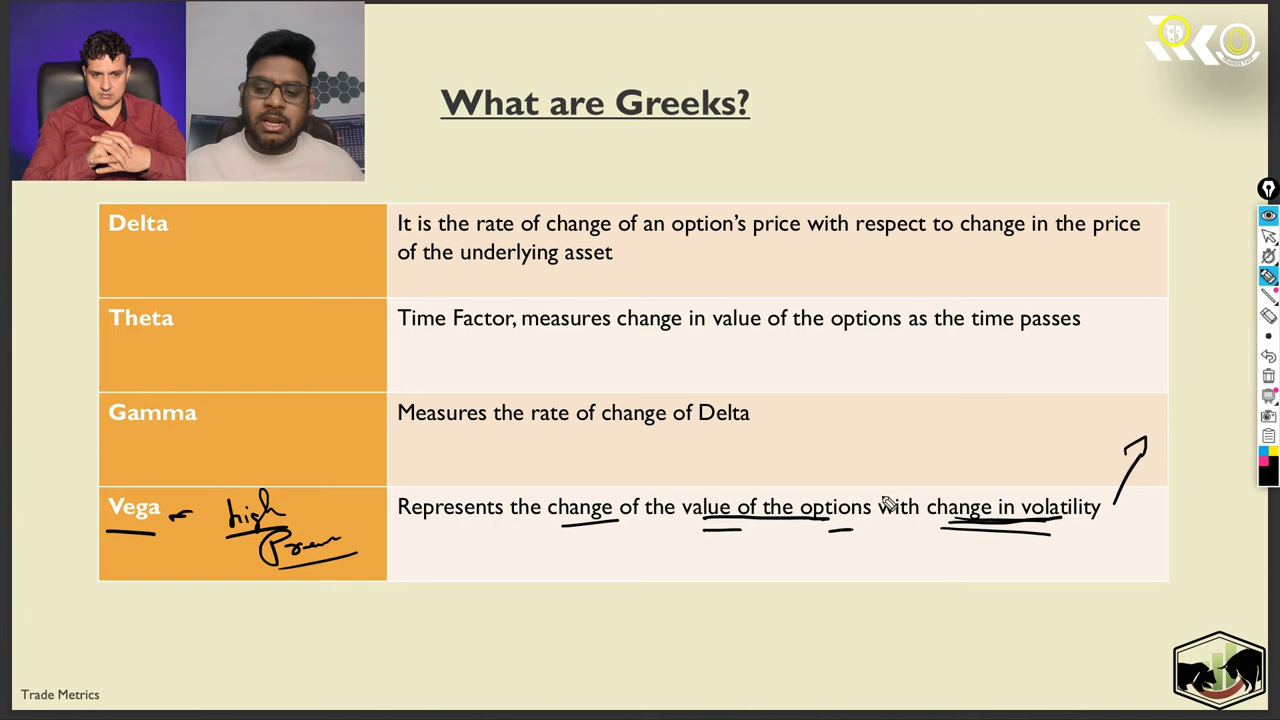 What are Greeks?
Delta
It is the rate of change of an option's price with respect to change in the price
of the underlying asset
Theta
Time Factor, measures change in value of the options as the time passes
Gamma
Measures the rate of change of Delta
Vega
high
Represents the change of the value of the options with change in volatility
Trade Metrics